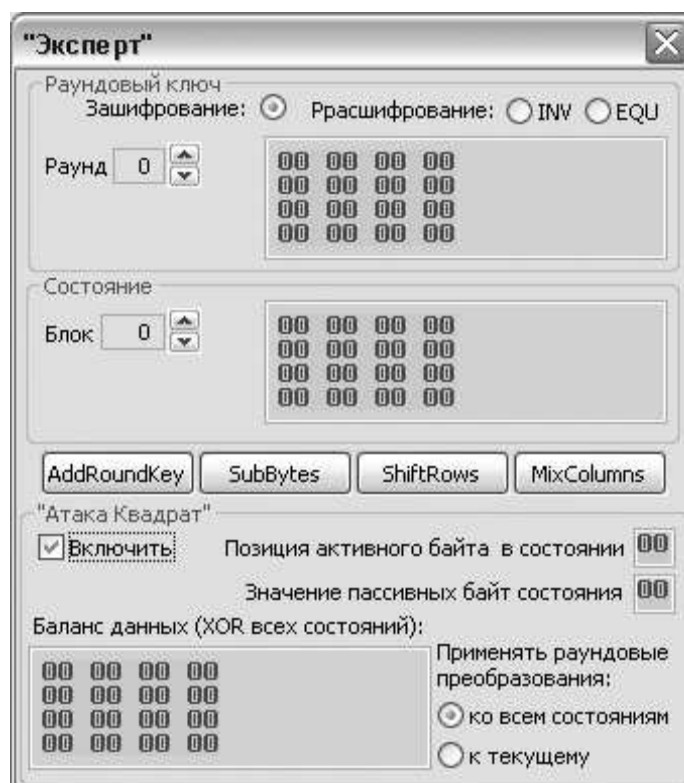 "Эксперт"
Раундовый ключ
Зашифрование: Ррасшифрование: INV EQU
Раунд 0
00 00 00 00
00 00 00 00
00 00 00 00
00 00 00 00
Состояние
Блок 0
00 00 00 00
00 00 00 00
00 00 00 00
00 00 00 00
AddRoundKey SubBytes ShiftRows MixColumns
"Атака Квадрат"
Включить Позиция активного байта в состоянии 00
Значение пассивных байт состояния 00
Баланс данных (XOR всех состояний):
00 00 00 00
00 00 00 00
00 00 00 00
00 00 00 00
Применять раундовые
преобразования:
ко всем состояниям
к текущему